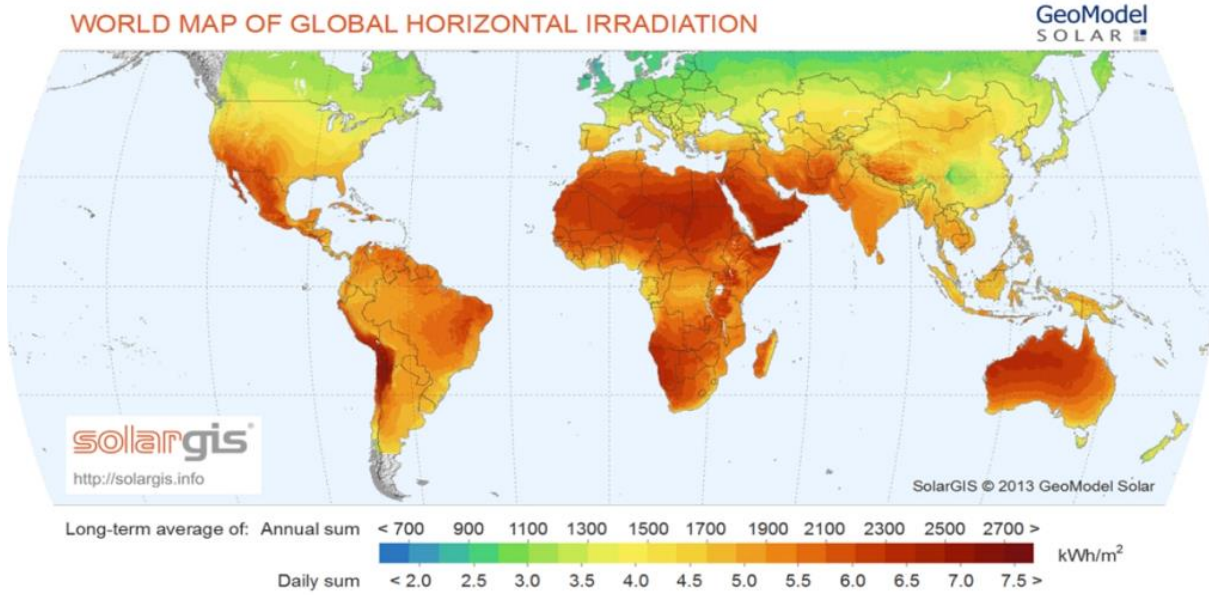 WORLD MAP OF GLOBAL HORIZONTAL IRRADIATION
GeoModel
SOLAR
solargis®
http://solargis.info
SolarGIS © 2013 GeoModel Solar
Long-term average of: Annual sum < 700 900 1100 1300 1500 1700 1900 2100 2300 2500 2700 >
kWh/m²
Daily sum < 2.0 2.5 3.0 3.5 4.0 4.5 5.0 5.5 6.0 6.5 7.0 7.5 >